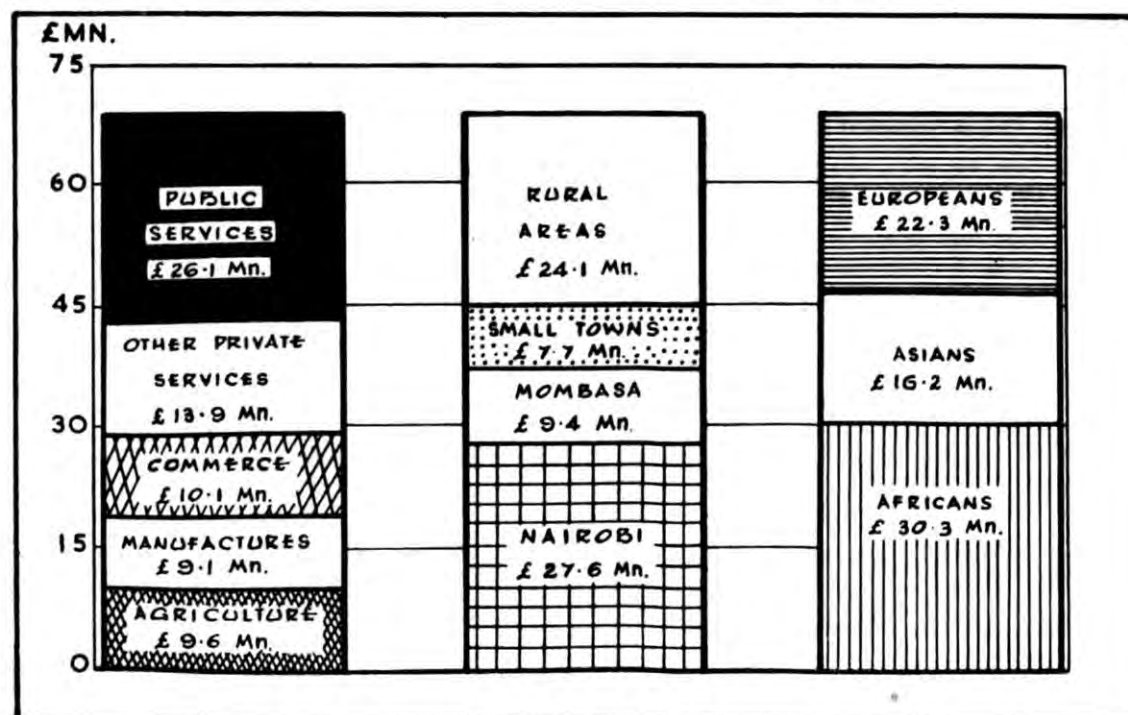 £MN.
75
60
45
30
15
0
PUBLIC
SERVICES
£26·1 Mn.
OTHER PRIVATE
SERVICES
£13·9 Mn.
COMMERCE
£10·1 Mn.
MANUFACTURES
£9·1 Mn.
AGRICULTURE
£9·6 Mn.
RURAL
AREAS
£24·1 Mn.
SMALL TOWNS
£7·7 Mn.
MOMBASA
£9·4 Mn.
NAIROBI
£27·6 Mn.
EUROPEANS
£22·3 Mn.
ASIANS
£16·2 Mn.
AFRICANS
£30·3 Mn.